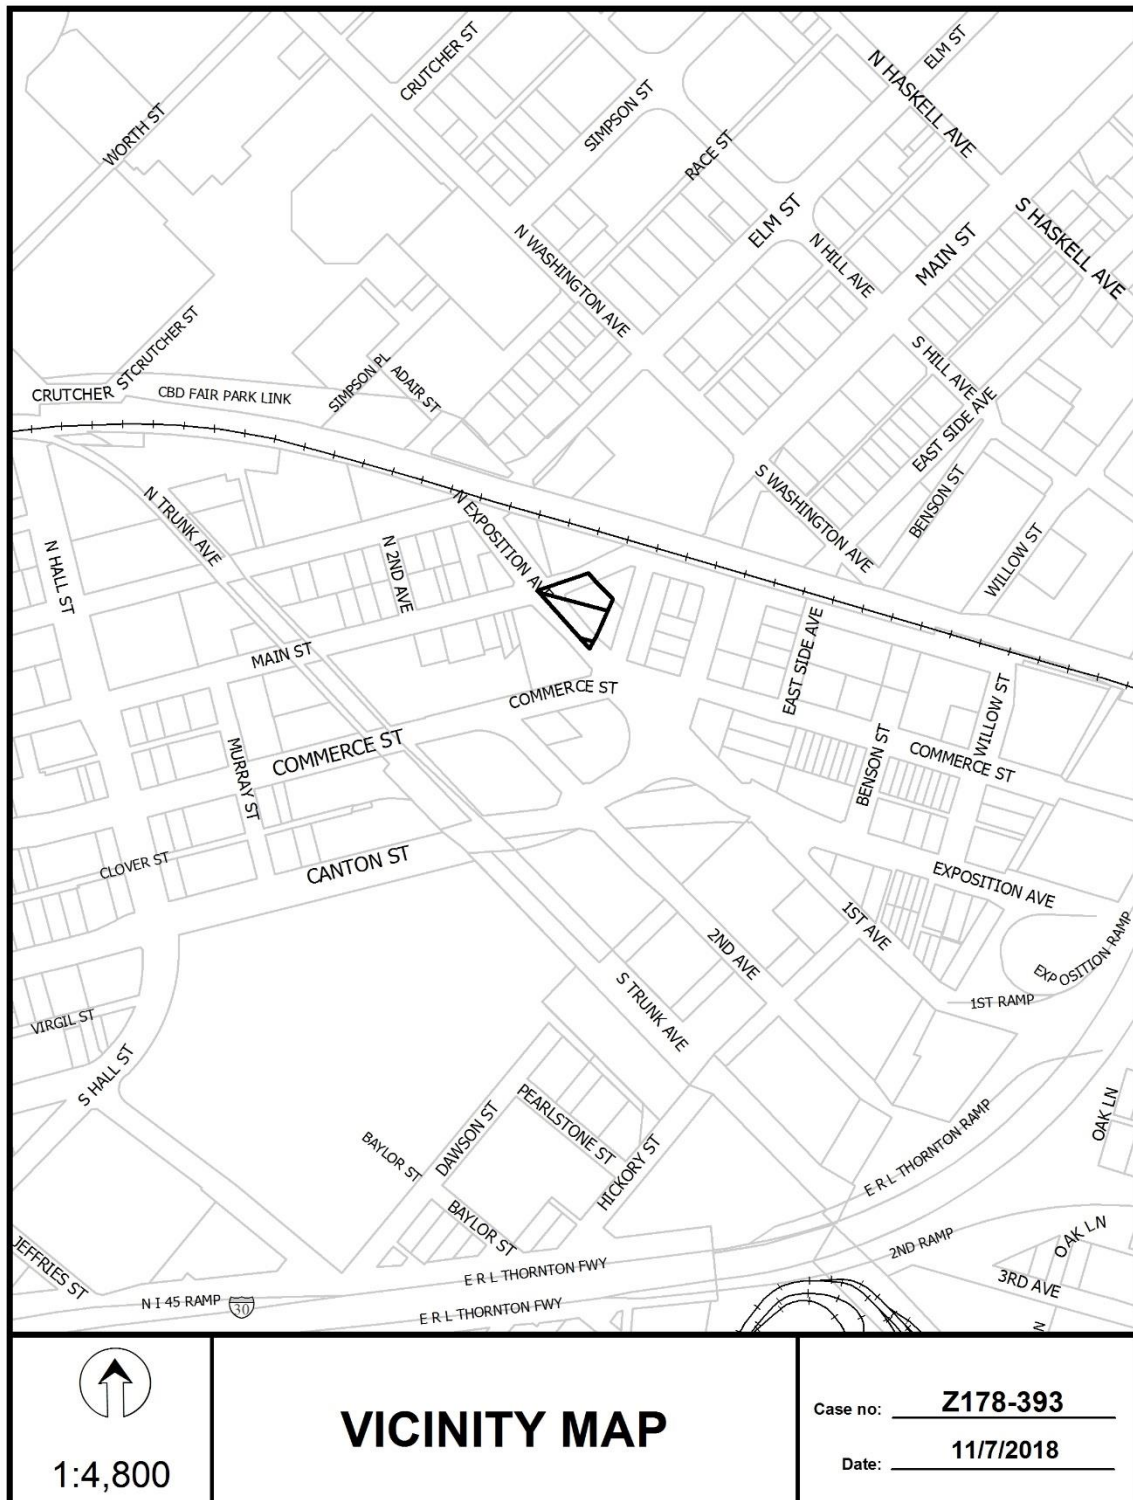 CRUTCHER ST
ELM ST
N HASKELL AVE
WORTH ST
SIMPSON ST
RACE ST
ELM ST
S HASKELL AVE
N WASHINGTON AVE
N HILL AVE
MAIN ST
CRUTCHER ST
CRUTCHER ST
CBD FAIR PARK LINK
SIMPSON PL
ADAIR ST
S HILL AVE
EAST SIDE AVE
S WASHINGTON AVE
BENSON ST
N TRUNK AVE
N EXPOSITION AVE
N HALL ST
N 2ND AVE
WILLOW ST
MAIN ST
EAST SIDE AVE
COMMERCE ST
WILLOW ST
COMMERCE ST
MURRAY ST
BENSON ST
COMMERCE ST
CLOVER ST
CANTON ST
EXPOSITION AVE
1ST AVE
2ND AVE
EXPOSITION RAMP
S TRUNK AVE
1ST RAMP
VIRGIL ST
S HALL ST
PEARLSTONE ST
DAWSON ST
BAYLOR ST
HICKORY ST
E R L THORNTON RAMP
OAK LN
BAYLOR ST
JEFFRIES ST
2ND RAMP
OAK LN
E R L THORNTON FWY
3RD AVE
N I 45 RAMP
30
E R L THORNTON FWY
N
1:4,800
VICINITY MAP
Case no: Z178-393
Date: 11/7/2018